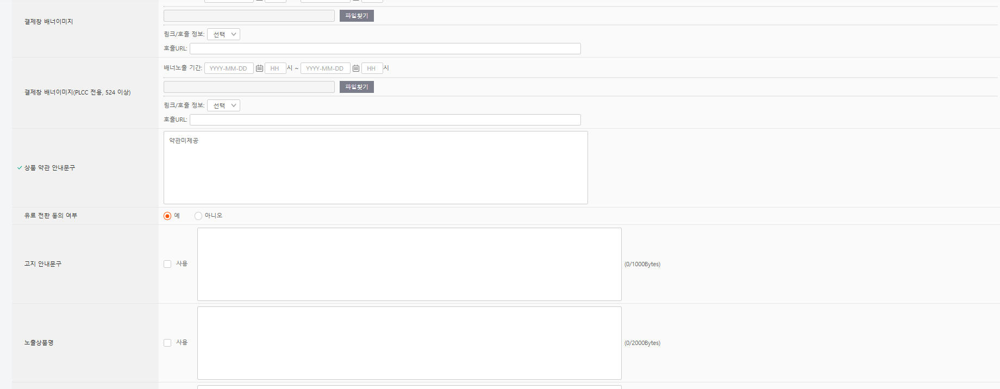 결제창 배너이미지
파일찾기
링크/호출 정보: 선택
호출URL:
결제창 배너이미지(PLCC 전용, 524 이상)
배너노출 기간: YYYY-MM-DD HH 시 ~ YYYY-MM-DD HH 시
파일찾기
링크/호출 정보: 선택
호출URL:
상품 약관 안내문구
약관미제공
유료 전환 동의 여부
예 아니오
고지 안내문구
사용
(0/1000Bytes)
노출상품명
사용
(0/2000Bytes)